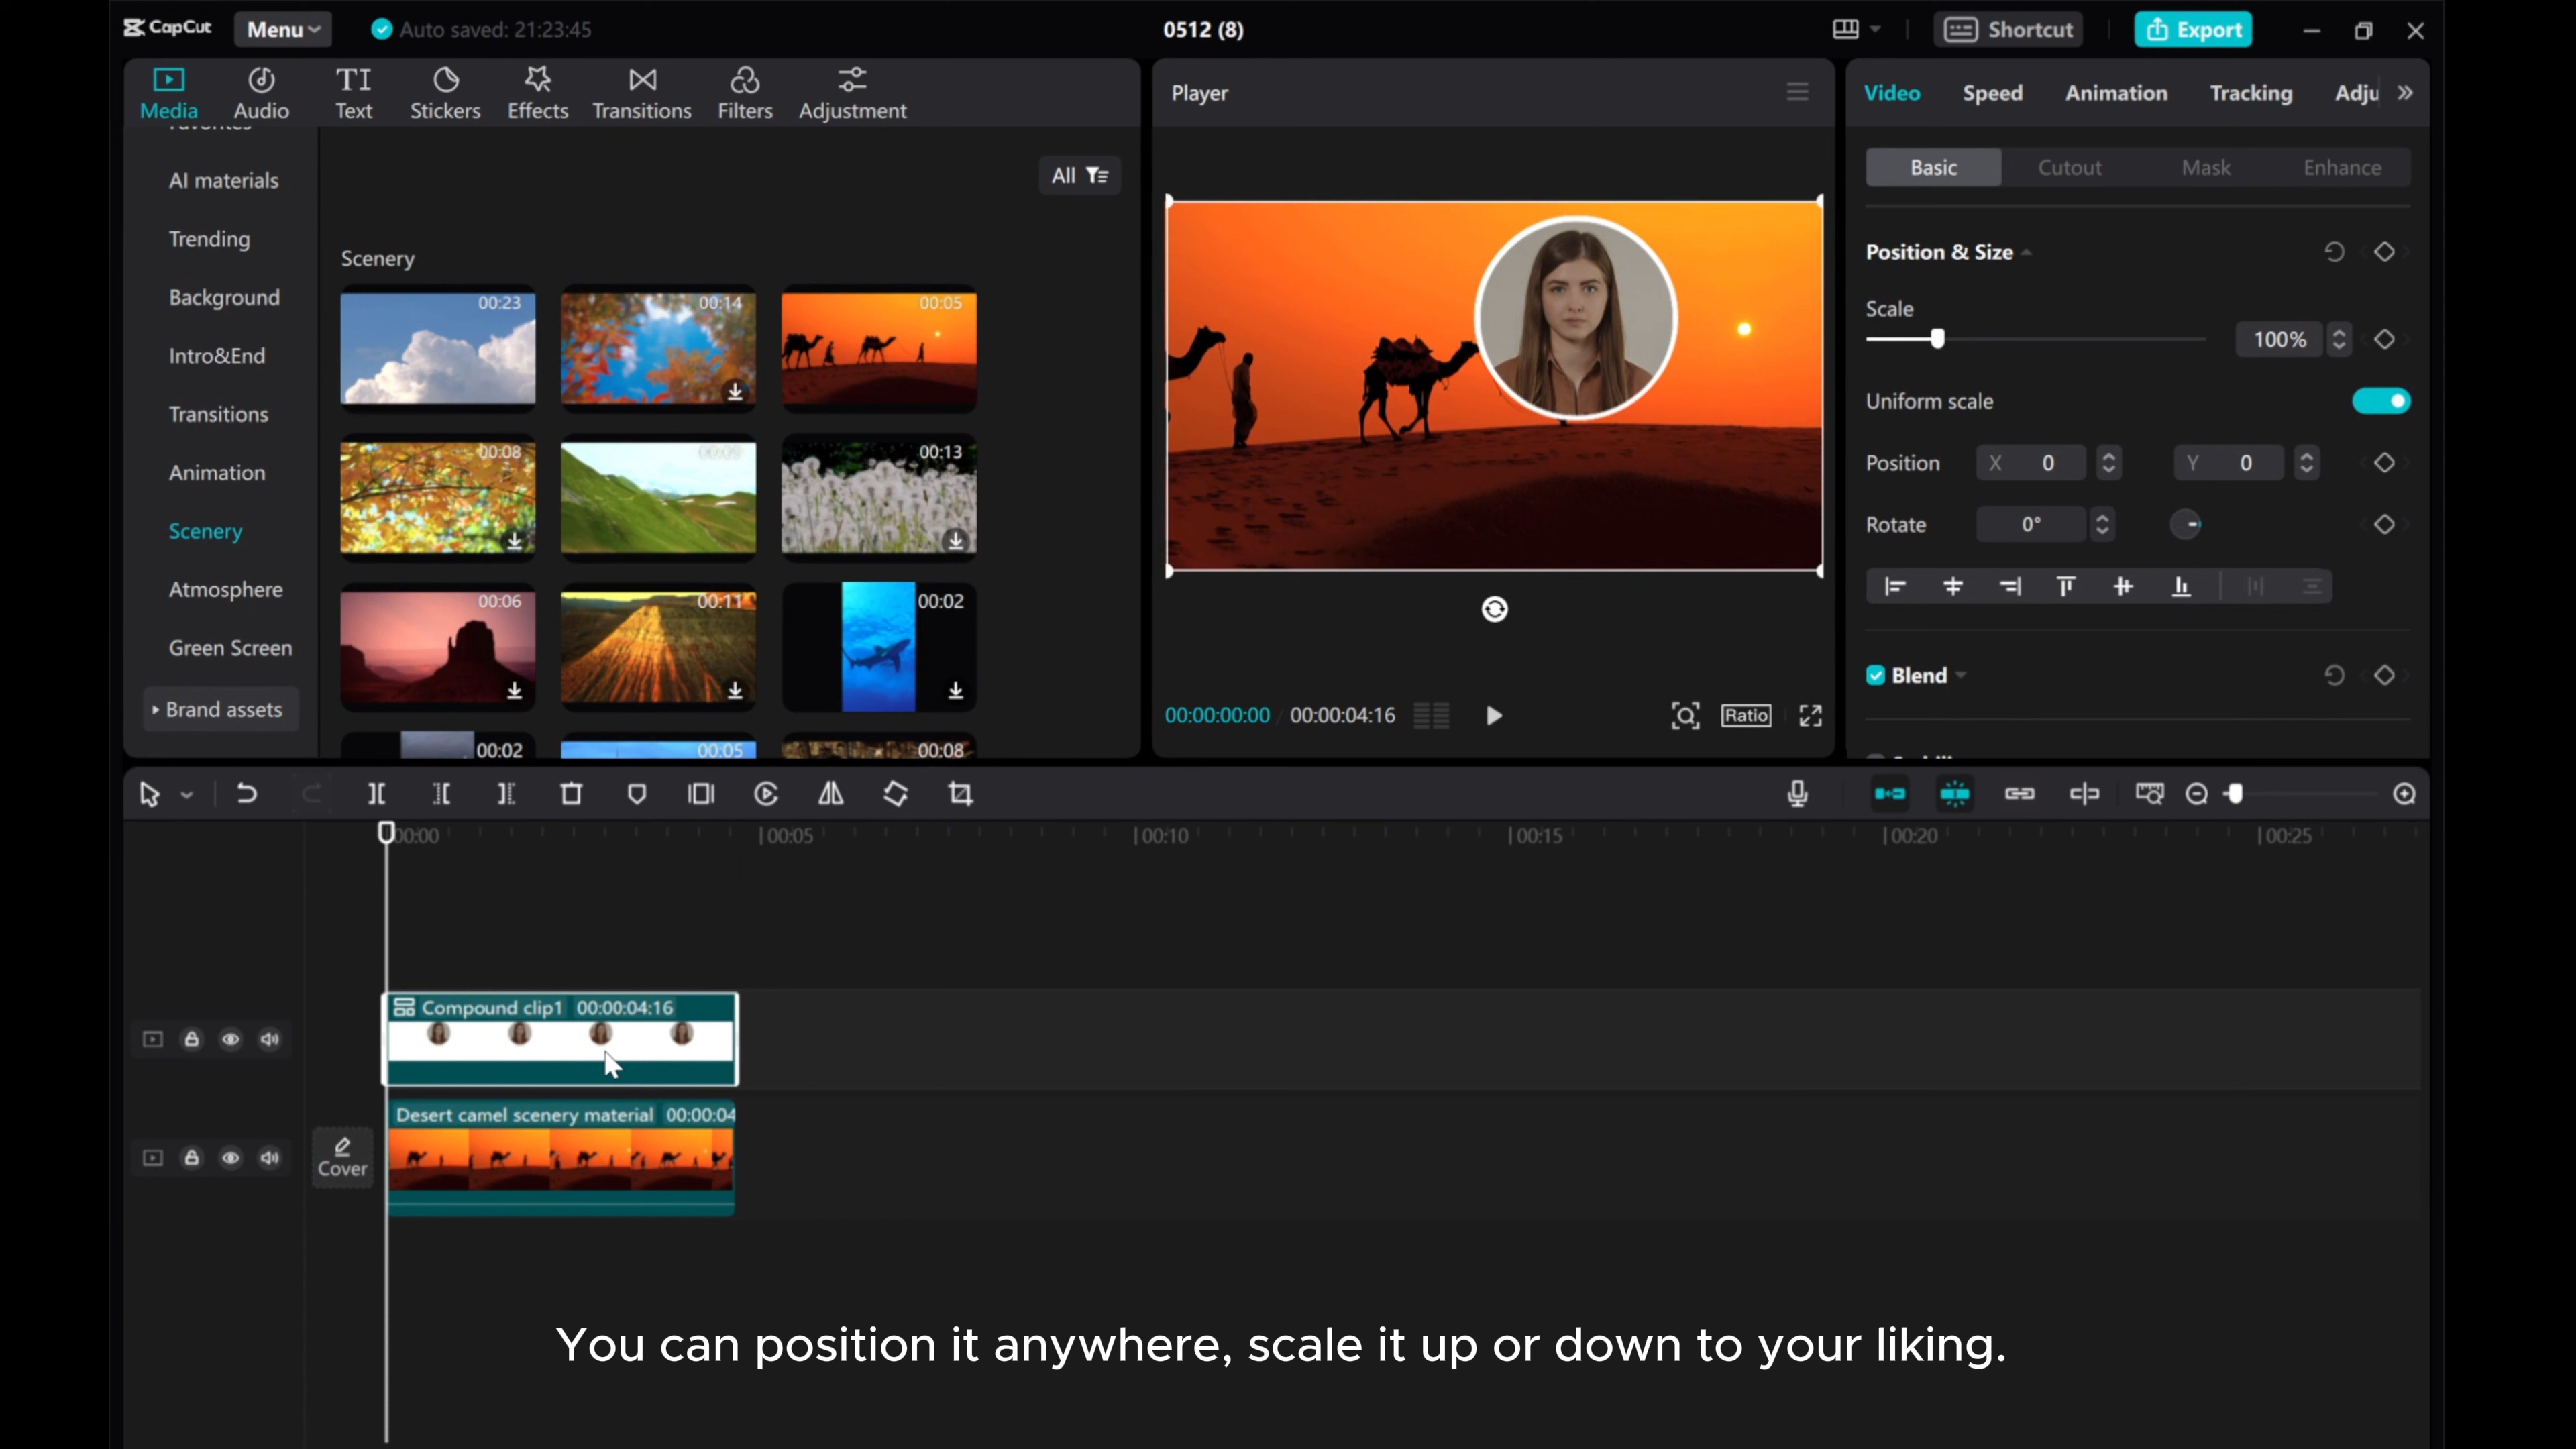 CapCut
Menu
Auto saved: 21:23:45
0512 (8)
Shortcut
Export
Media
Audio
TI
Text
Stickers
Effects
Transitions
Filters
Adjustment
Player
Video
Speed
Animation
Tracking
Adju
Favorites
AI materials
Trending
Background
Intro&End
Transitions
Animation
Scenery
Atmosphere
Green Screen
Brand assets
All
Scenery
00:23
00:14
00:05
00:08
00:13
00:06
00:11
00:02
00:02
00:05
00:08
00:00:00:00 / 00:00:04:16
Ratio
Basic
Cutout
Mask
Enhance
Position & Size
Scale
100%
Uniform scale
Position
X 0
Y 0
Rotate
0°
Blend
00:00
00:05
00:10
00:15
00:20
00:25
Compound clip1 00:00:04:16
Desert camel scenery material 00:00:04
Cover
You can position it anywhere, scale it up or down to your liking.